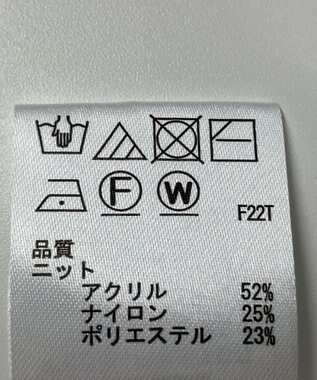 F W
F22T
品質
ニット
アクリル 52%
ナイロン 25%
ポリエステル 23%